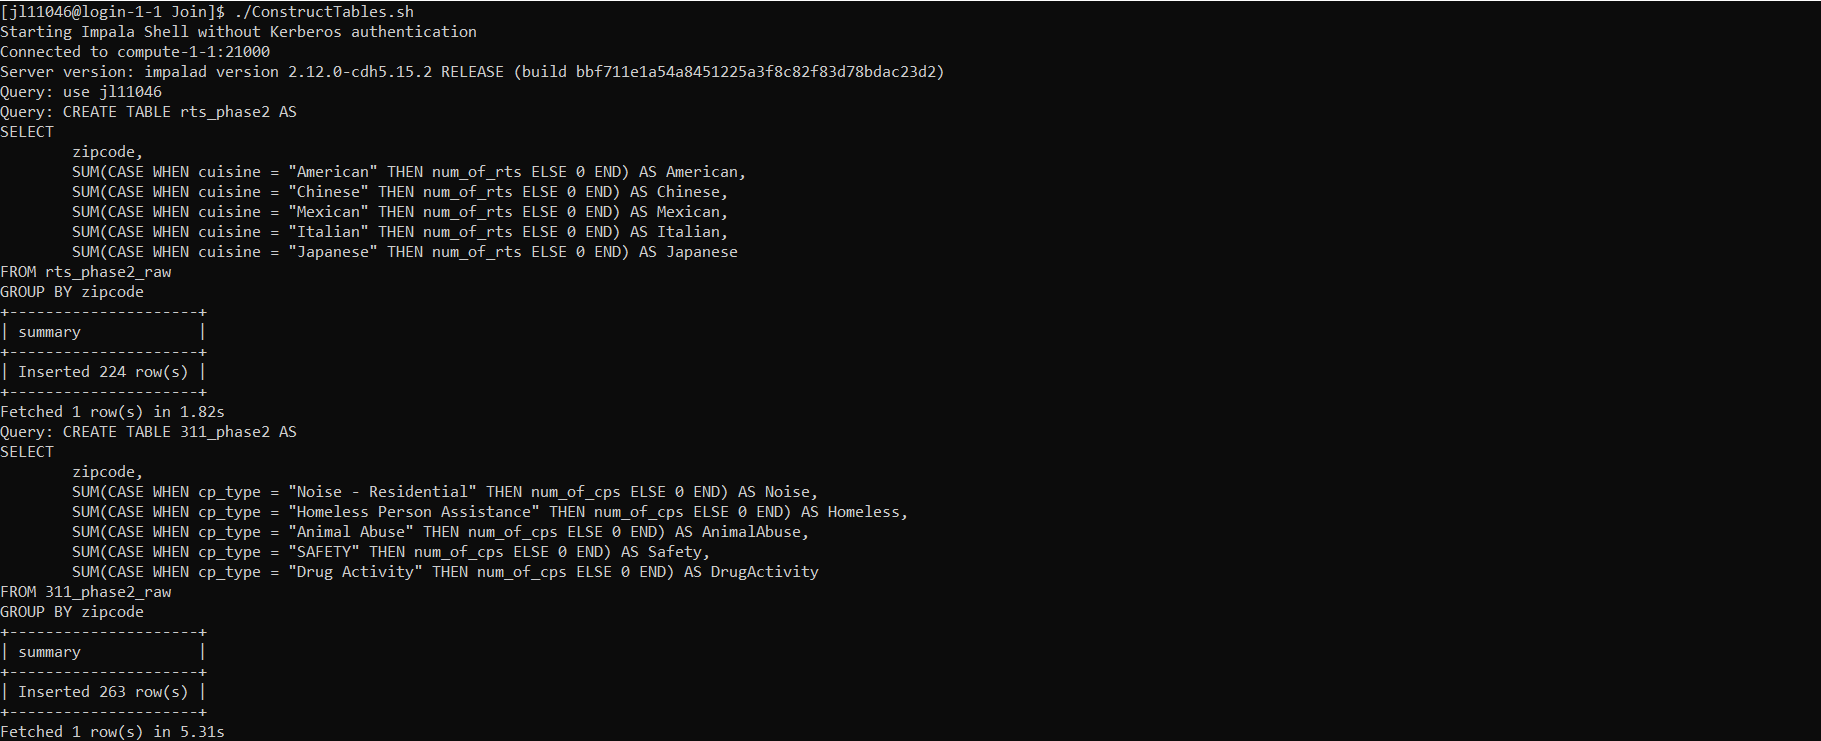 [jl11046@login-1-1 Join]$ ./ConstructTables.sh
Starting Impala Shell without Kerberos authentication
Connected to compute-1-1:21000
Server version: impalad version 2.12.0-cdh5.15.2 RELEASE (build bbf711e1a54a8451225a3f8c82f83d78bdac23d2)
Query: use jl11046
Query: CREATE TABLE rts_phase2 AS
SELECT
        zipcode,
        SUM(CASE WHEN cuisine = "American" THEN num_of_rts ELSE 0 END) AS American,
        SUM(CASE WHEN cuisine = "Chinese" THEN num_of_rts ELSE 0 END) AS Chinese,
        SUM(CASE WHEN cuisine = "Mexican" THEN num_of_rts ELSE 0 END) AS Mexican,
        SUM(CASE WHEN cuisine = "Italian" THEN num_of_rts ELSE 0 END) AS Italian,
        SUM(CASE WHEN cuisine = "Japanese" THEN num_of_rts ELSE 0 END) AS Japanese
FROM rts_phase2_raw
GROUP BY zipcode
+---------------------+
| summary             |
+---------------------+
| Inserted 224 row(s) |
+---------------------+
Fetched 1 row(s) in 1.82s
Query: CREATE TABLE 311_phase2 AS
SELECT
        zipcode,
        SUM(CASE WHEN cp_type = "Noise - Residential" THEN num_of_cps ELSE 0 END) AS Noise,
        SUM(CASE WHEN cp_type = "Homeless Person Assistance" THEN num_of_cps ELSE 0 END) AS Homeless,
        SUM(CASE WHEN cp_type = "Animal Abuse" THEN num_of_cps ELSE 0 END) AS AnimalAbuse,
        SUM(CASE WHEN cp_type = "SAFETY" THEN num_of_cps ELSE 0 END) AS Safety,
        SUM(CASE WHEN cp_type = "Drug Activity" THEN num_of_cps ELSE 0 END) AS DrugActivity
FROM 311_phase2_raw
GROUP BY zipcode
+---------------------+
| summary             |
+---------------------+
| Inserted 263 row(s) |
+---------------------+
Fetched 1 row(s) in 5.31s